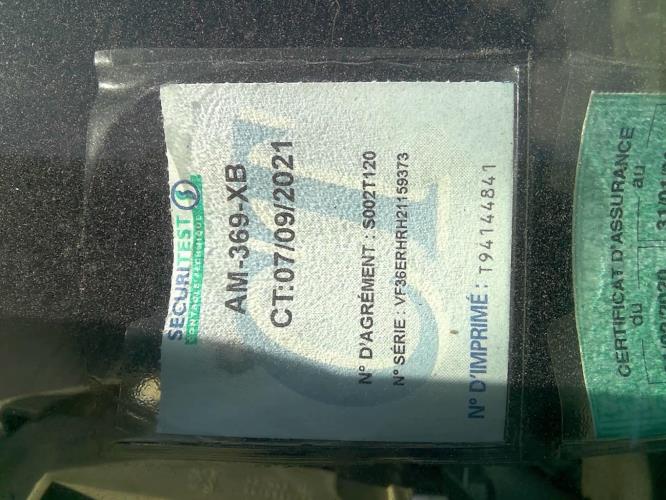 SECURITEST
CONTRÔLE TECHNIQUE
AM-369-XB
CT:07/09/2021
N° D'AGRÉMENT : S002T120
N° SÉRIE : VF36ERHRH21159373
N° D'IMPRIMÉ : T94144841
CERTIFICAT D'ASSURANCE
du au